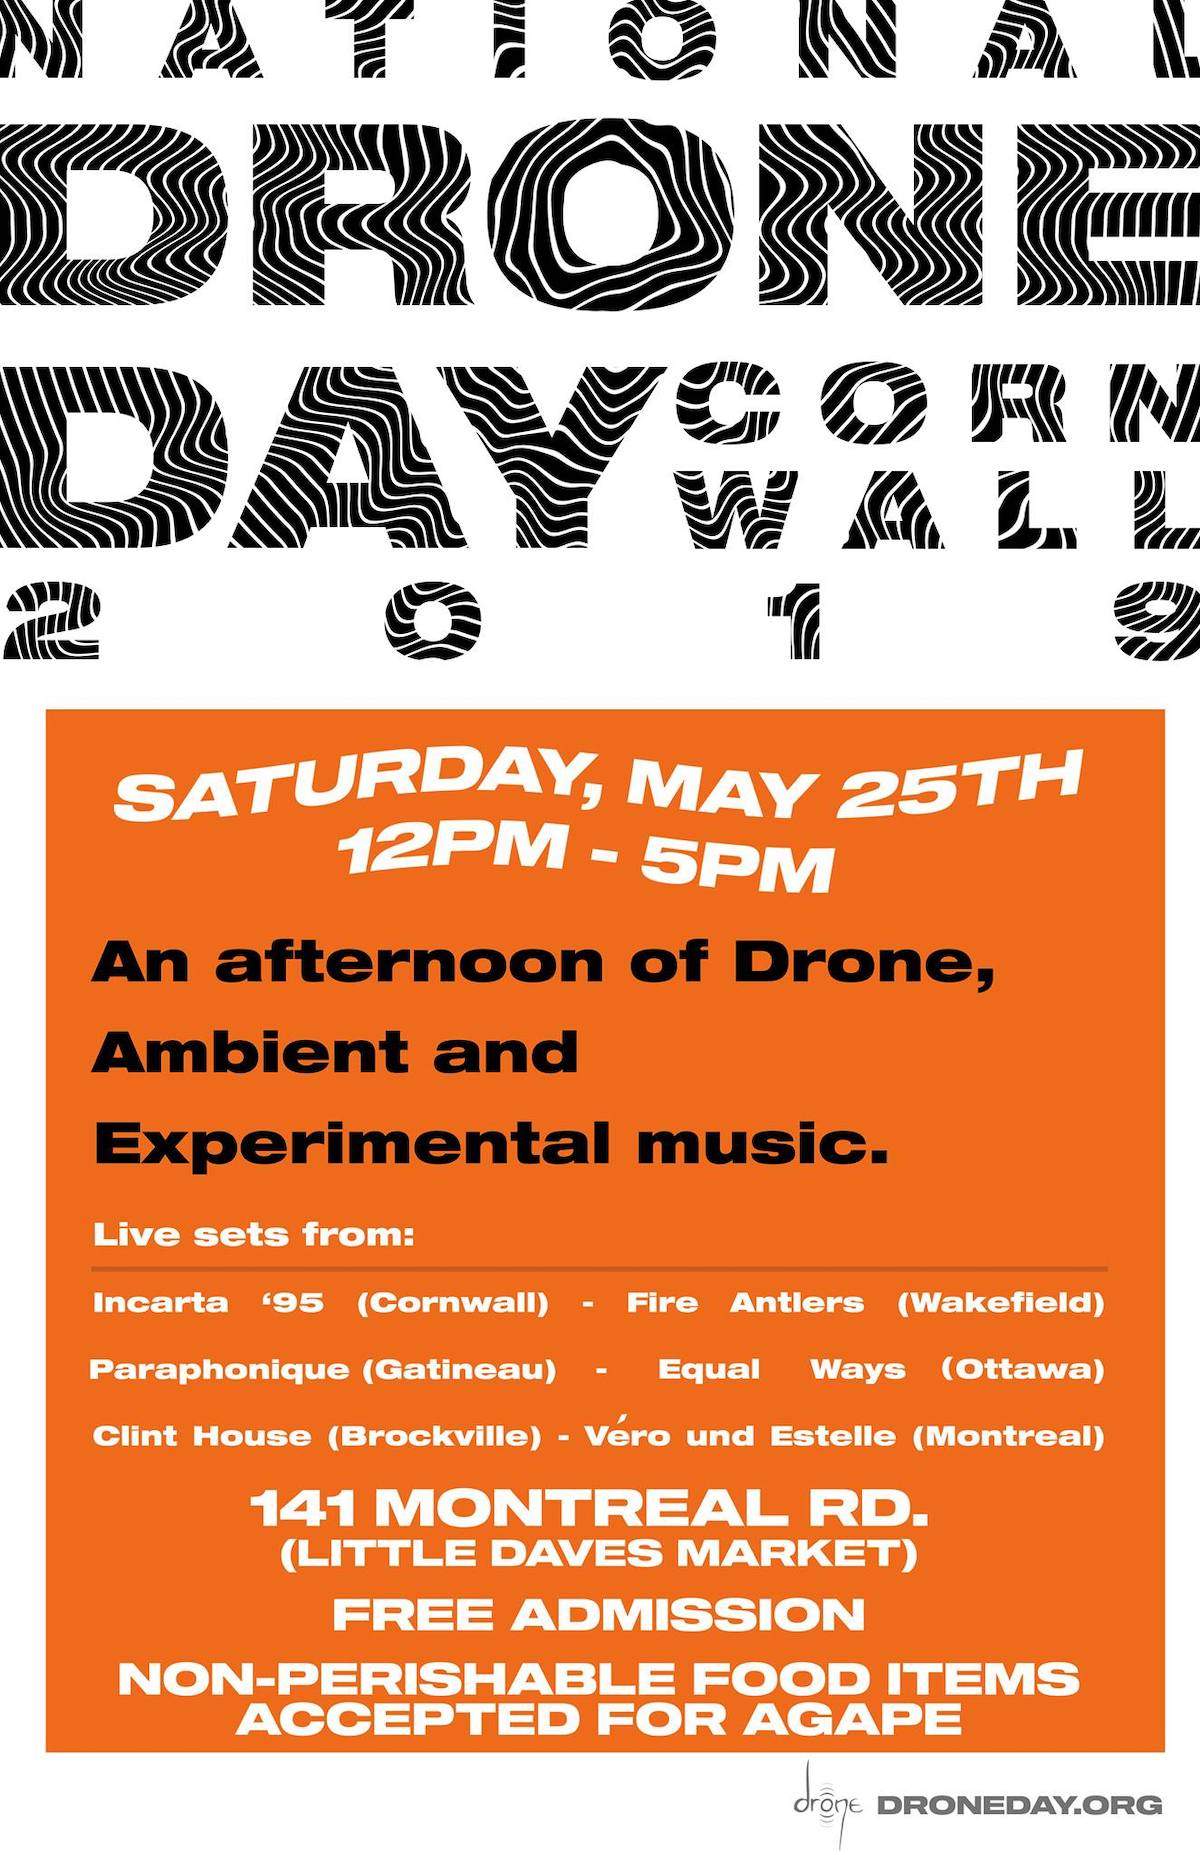 NATIONAL
DRONE
DAY CORN
WALL
2019
SATURDAY, MAY 25TH
12PM - 5PM
An afternoon of Drone,
Ambient and
Experimental music.
Live sets from:
Incarta ‘95 (Cornwall) - Fire Antlers (Wakefield)
Paraphonique (Gatineau) - Equal Ways (Ottawa)
Clint House (Brockville) - Véro und Estelle (Montreal)
141 MONTREAL RD.
(LITTLE DAVES MARKET)
FREE ADMISSION
NON-PERISHABLE FOOD ITEMS
ACCEPTED FOR AGAPE
drone DRONEDAY.ORG